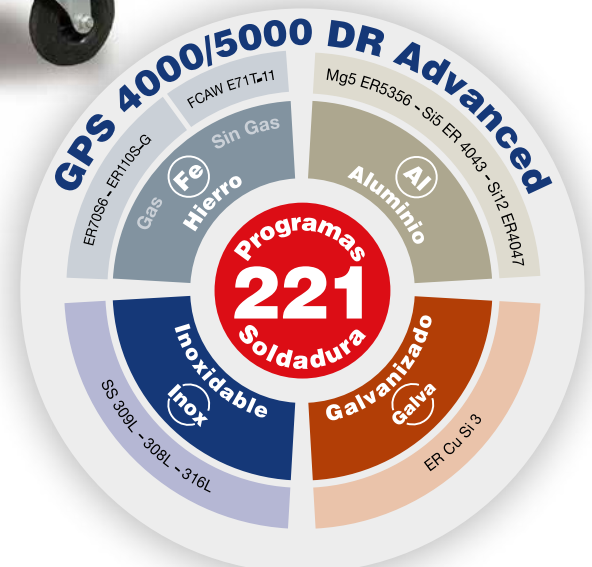 GPS 4000/5000 DR Advanced
FCAW E71T-11
ER70S6 - ER110S-G
Sin Gas
Gas
Fe
Hierro
Mg5 ER5356 - Si5 ER 4043 - Si12 ER4047
Al
Aluminio
Programas
221
Soldadura
Inoxidable
Inox
SS 309L - 308L - 316L
Galvanizado
Galva
ER Cu Si 3